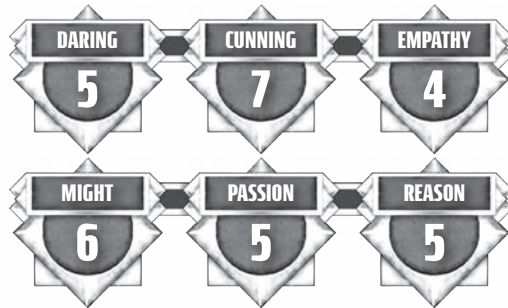 DARING CUNNING EMPATHY
5 7 4
MIGHT PASSION REASON
6 5 5